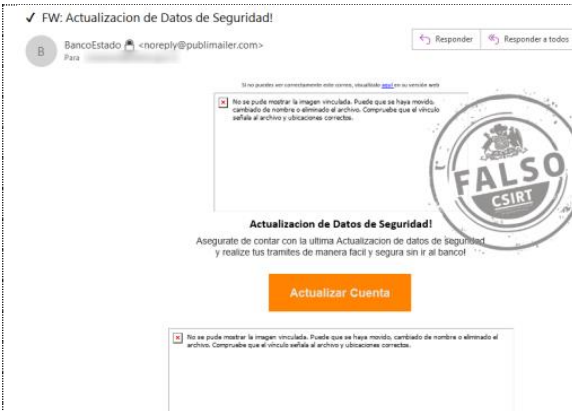 ✓ FW: Actualizacion de Datos de Seguridad!
B
BancoEstado <noreply@publimailer.com>
Para
Responder
Responder a todos
Si no puedes ver correctamente este correo, visualízalo aquí en su versión web
No se pude mostrar la imagen vinculada. Puede que se haya movido,
cambiado de nombre o eliminado el archivo. Compruebe que el vínculo
señala al archivo y ubicaciones correctos.
FALSO
CSIRT
Actualizacion de Datos de Seguridad!
Asegurate de contar con la ultima Actualizacion de datos de seguridad
y realize tus tramites de manera facil y segura sin ir al banco!
Actualizar Cuenta
No se pude mostrar la imagen vinculada. Puede que se haya movido, cambiado de nombre o eliminado el
archivo. Compruebe que el vínculo señala al archivo y ubicaciones correctos.